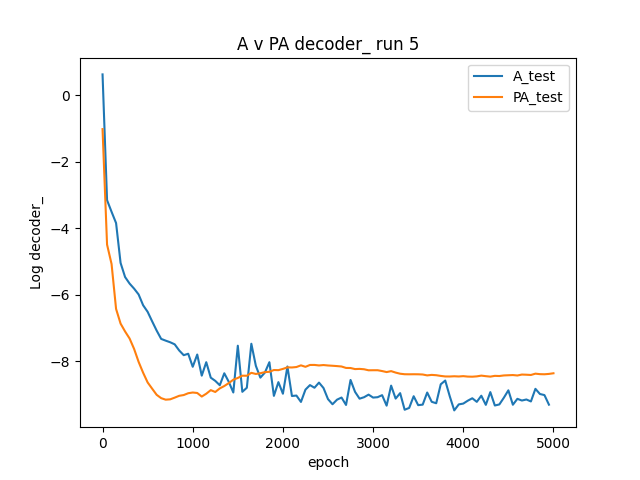 A v PA decoder_ run 5
A_test
PA_test
Log decoder_
0
−2
−4
−6
−8
0
1000
2000
3000
4000
5000
epoch